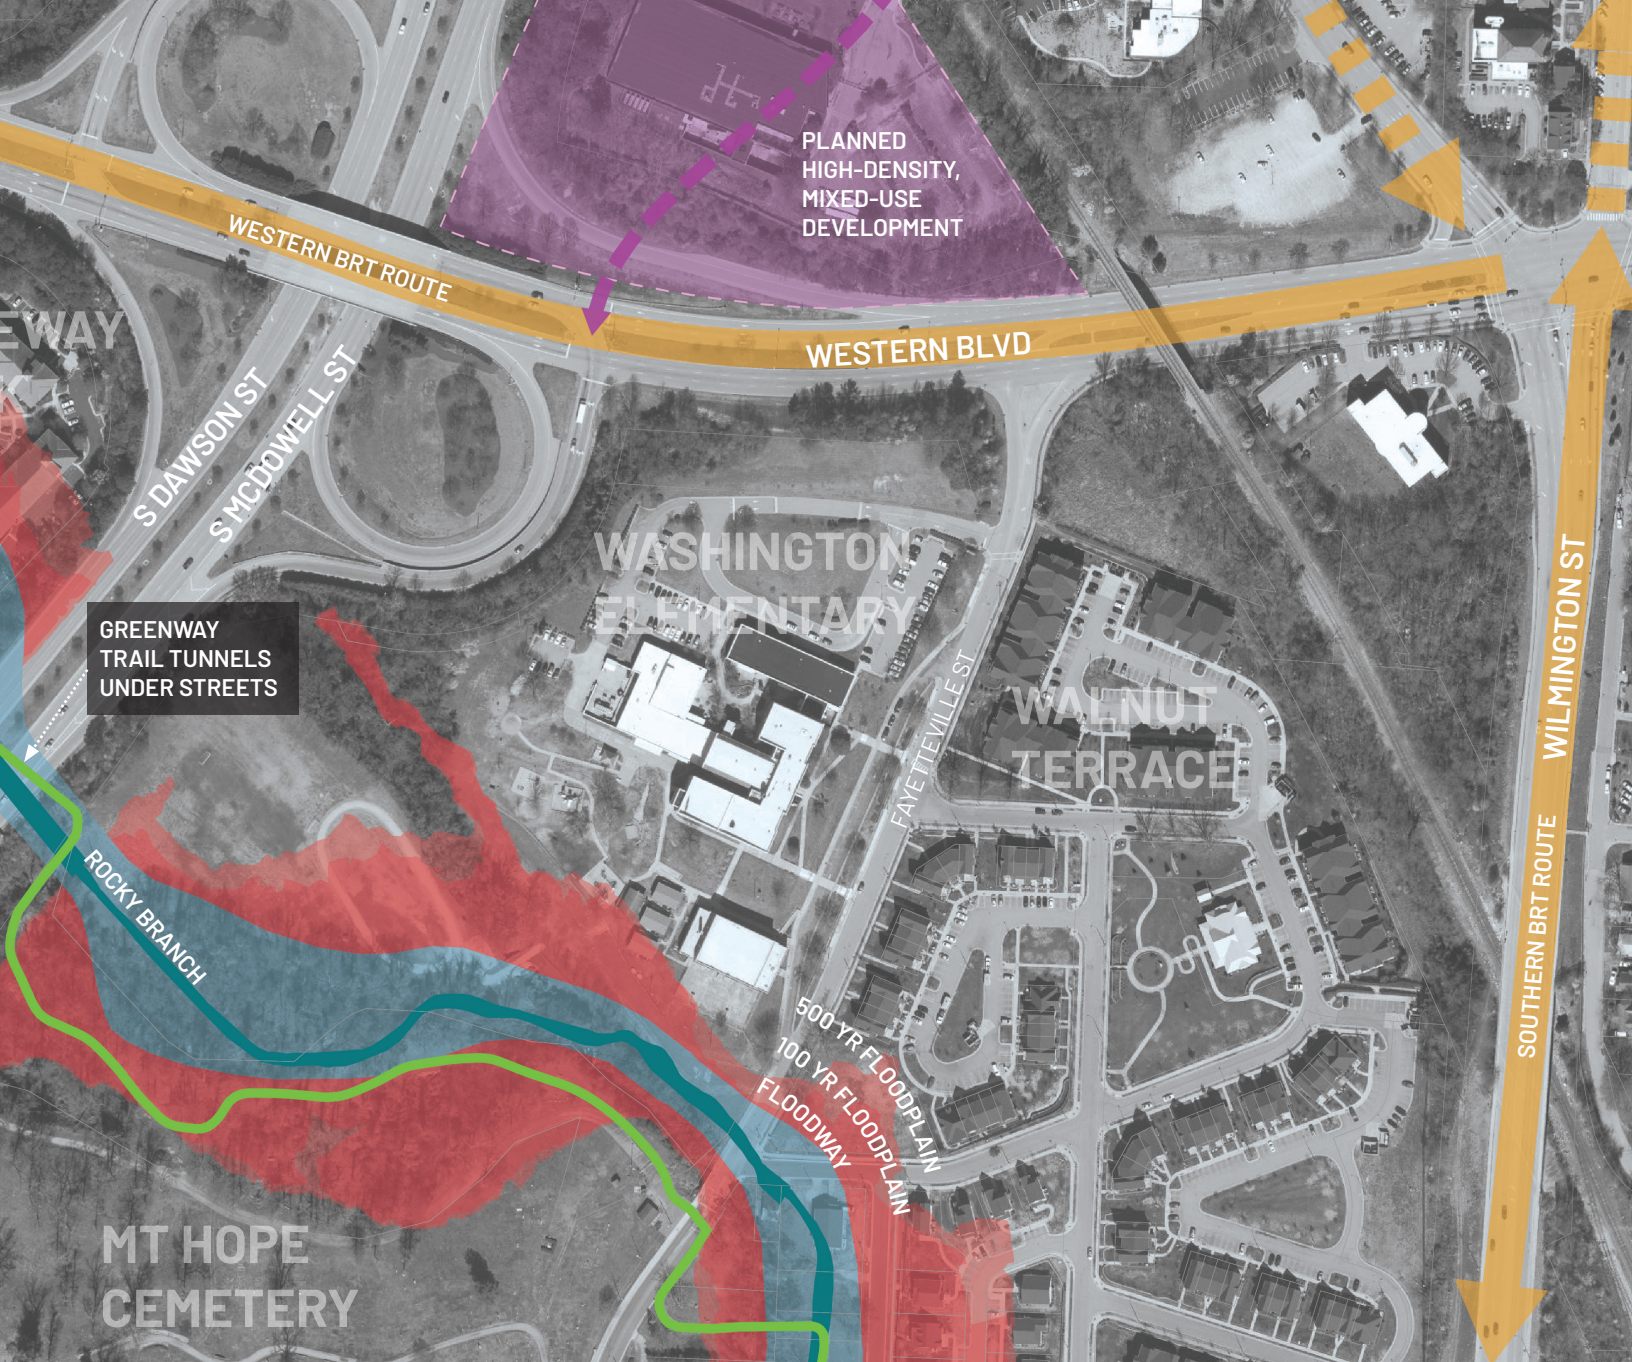 PLANNED
HIGH-DENSITY,
MIXED-USE
DEVELOPMENT
WESTERN BRT ROUTE
WESTERN BLVD
EWAY
S DAWSON ST
S MCDOWELL ST
WASHINGTON
ELEMENTARY
GREENWAY
TRAIL TUNNELS
UNDER STREETS
FAYETTEVILLE ST
WALNUT
TERRACE
WILMINGTON ST
SOUTHERN BRT ROUTE
ROCKY BRANCH
500 YR FLOODPLAIN
100 YR FLOODPLAIN
FLOODWAY
MT HOPE
CEMETERY